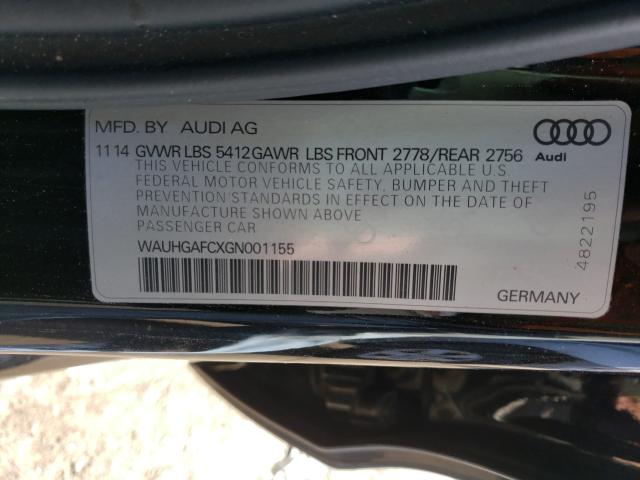 MFD. BY AUDI AG
11 14 GVWR LBS 5412 GAWR LBS FRONT 2778/REAR 2756
THIS VEHICLE CONFORMS TO ALL APPLICABLE U.S
FEDERAL MOTOR VEHICLE SAFETY, BUMPER AND THEFT
PREVENTION STANDARDS IN EFFECT ON THE DATE OF
MANUFACTURE SHOWN ABOVE
PASSENGER CAR
WAUHGAFCXGN001155
Audi
4822195
GERMANY